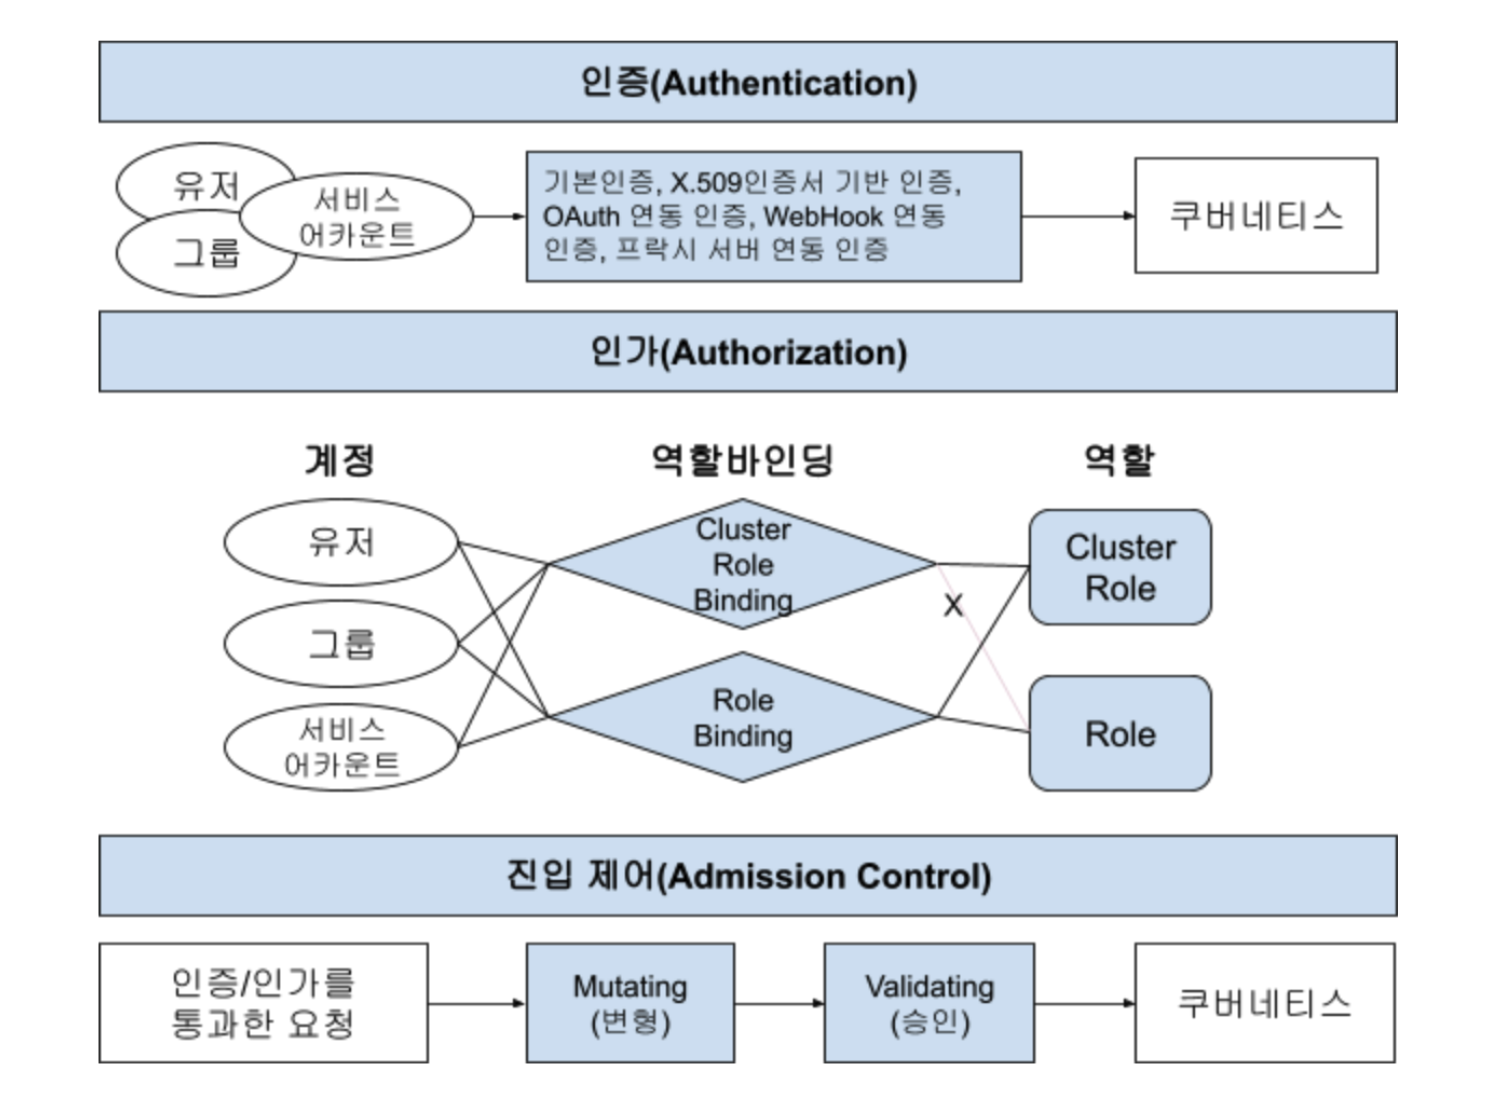 인증(Authentication)
유저
그룹
서비스
어카운트
기본인증, X.509인증서 기반 인증,
OAuth 연동 인증, WebHook 연동
인증, 프락시 서버 연동 인증
쿠버네티스
인가(Authorization)
계정
역할바인딩
역할
유저
그룹
서비스
어카운트
Cluster
Role
Binding
Role
Binding
X
Cluster
Role
Role
진입 제어(Admission Control)
인증/인가를
통과한 요청
Mutating
(변형)
Validating
(승인)
쿠버네티스